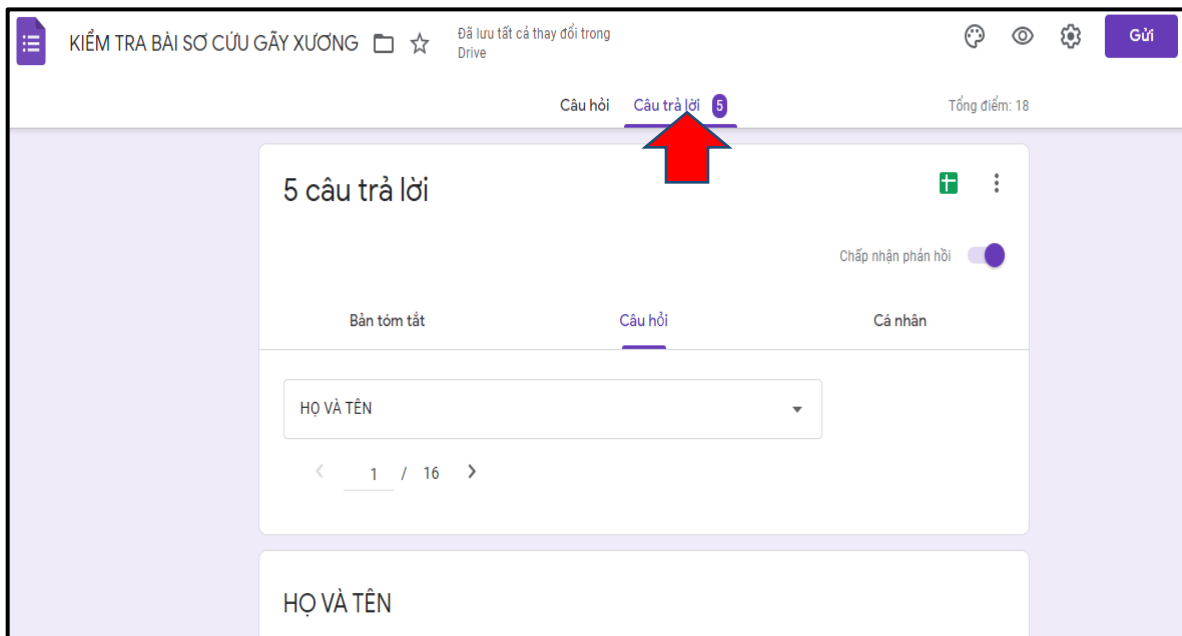 KIỂM TRA BÀI SƠ CỨU GÃY XƯƠNG
Đã lưu tất cả thay đổi trong
Drive
Gửi
Câu hỏi Câu trả lời 5
Tổng điểm: 18
5 câu trả lời
Chấp nhận phản hồi
Bản tóm tắt Câu hỏi Cá nhân
HỌ VÀ TÊN
1 / 16
HỌ VÀ TÊN